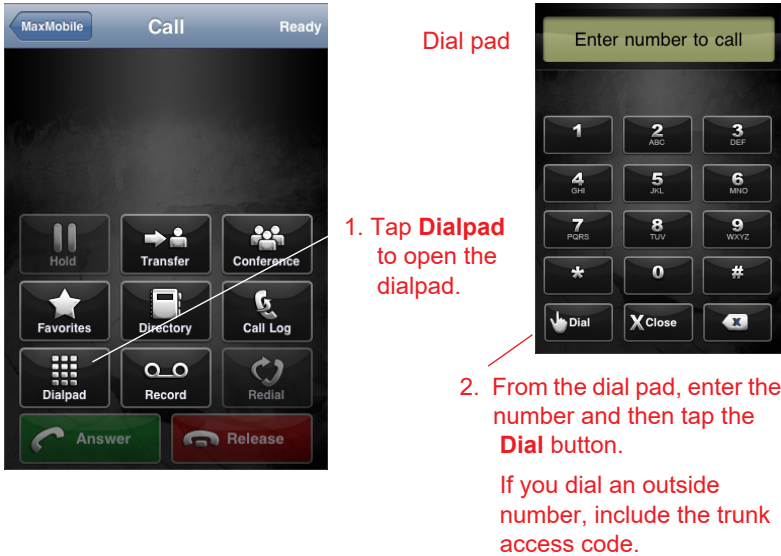 MaxMobile Call Ready
Hold Transfer Conference
Favorites Directory Call Log
Dialpad Record Redial
Answer Release
1. Tap Dialpad
to open the
dialpad.
Dial pad
Enter number to call
1 2 3
ABC DEF
4 5 6
GHI JKL MNO
7 8 9
PQRS TUV WXYZ
* 0 #
Dial X Close X
2. From the dial pad, enter the
number and then tap the
Dial button.
If you dial an outside
number, include the trunk
access code.